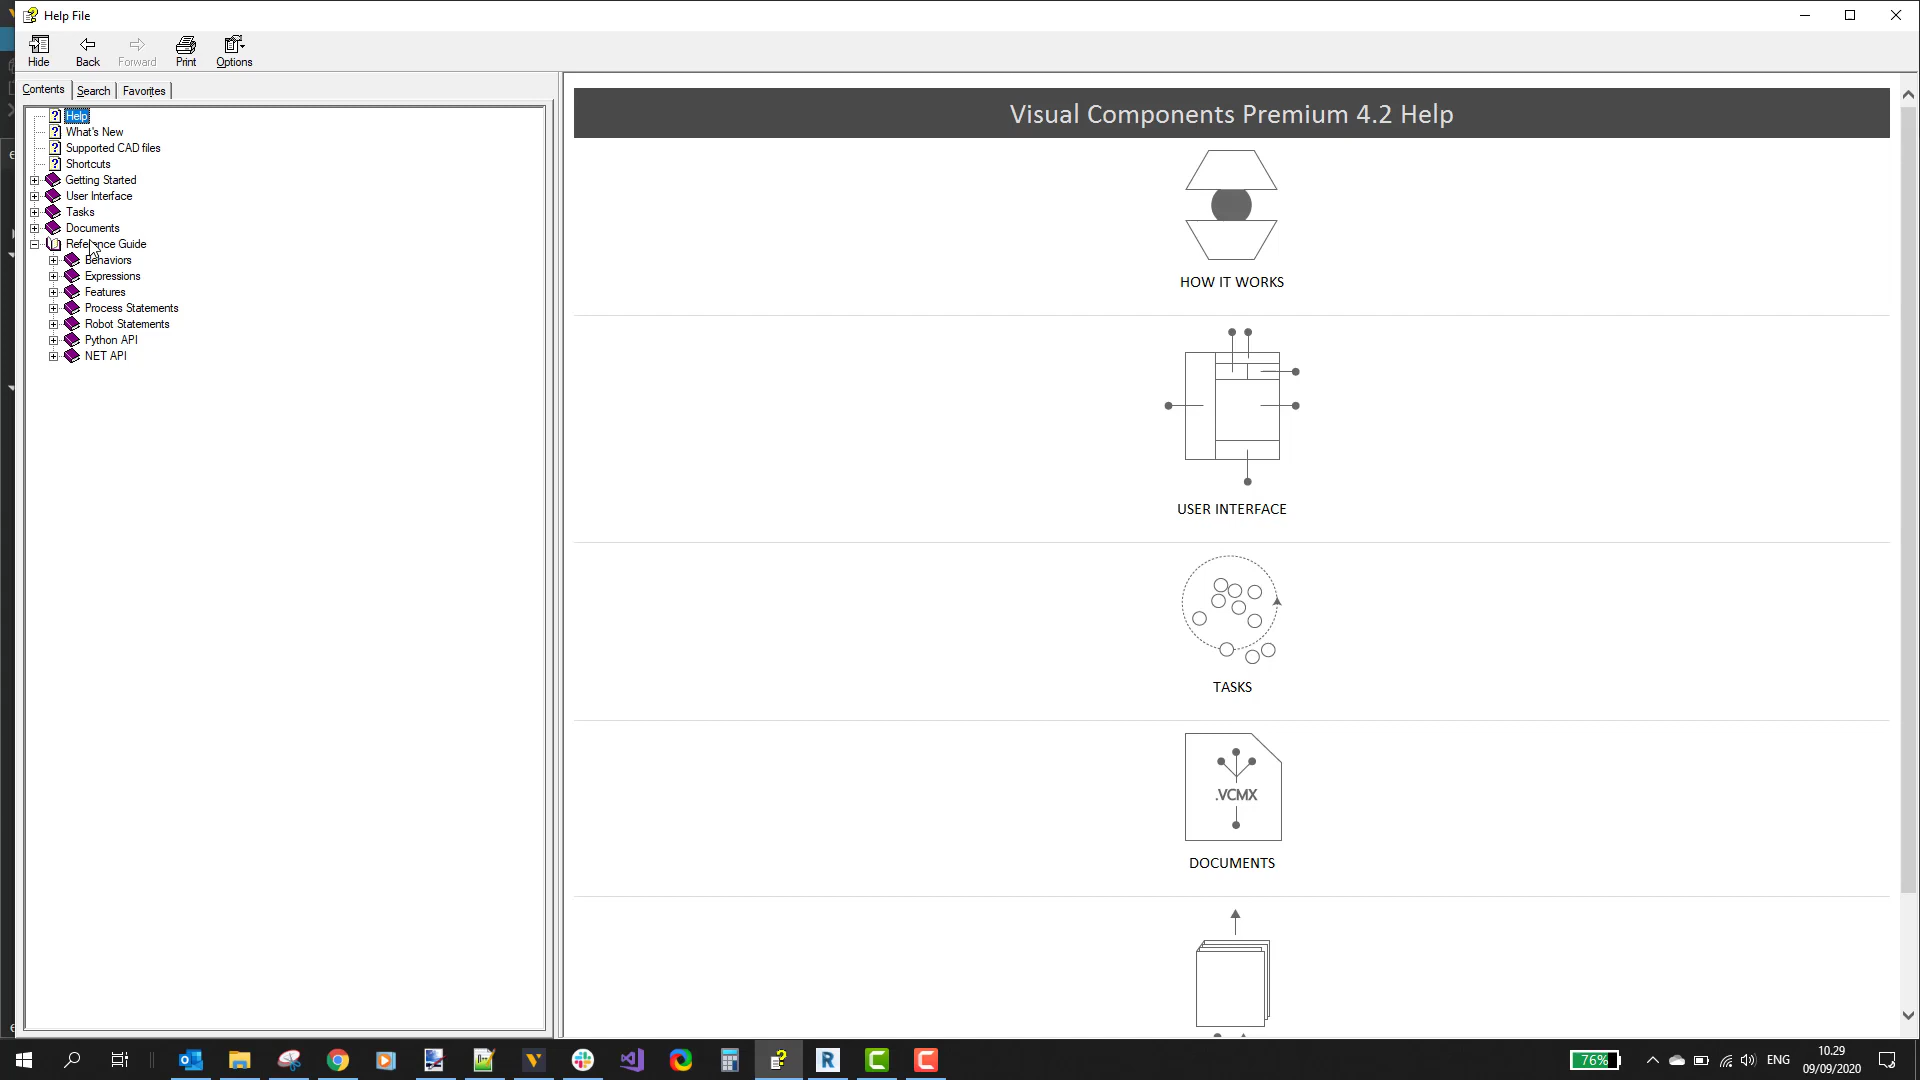 Help File
Hide Back Forward Print Options
Contents Search Favorites
Help
What's New
Supported CAD files
Shortcuts
Getting Started
User Interface
Tasks
Documents
Reference Guide
Behaviors
Expressions
Features
Process Statements
Robot Statements
Python API
NET API
Visual Components Premium 4.2 Help
HOW IT WORKS
USER INTERFACE
TASKS
.VCMX
DOCUMENTS
76% ENG 10.29
09/09/2020